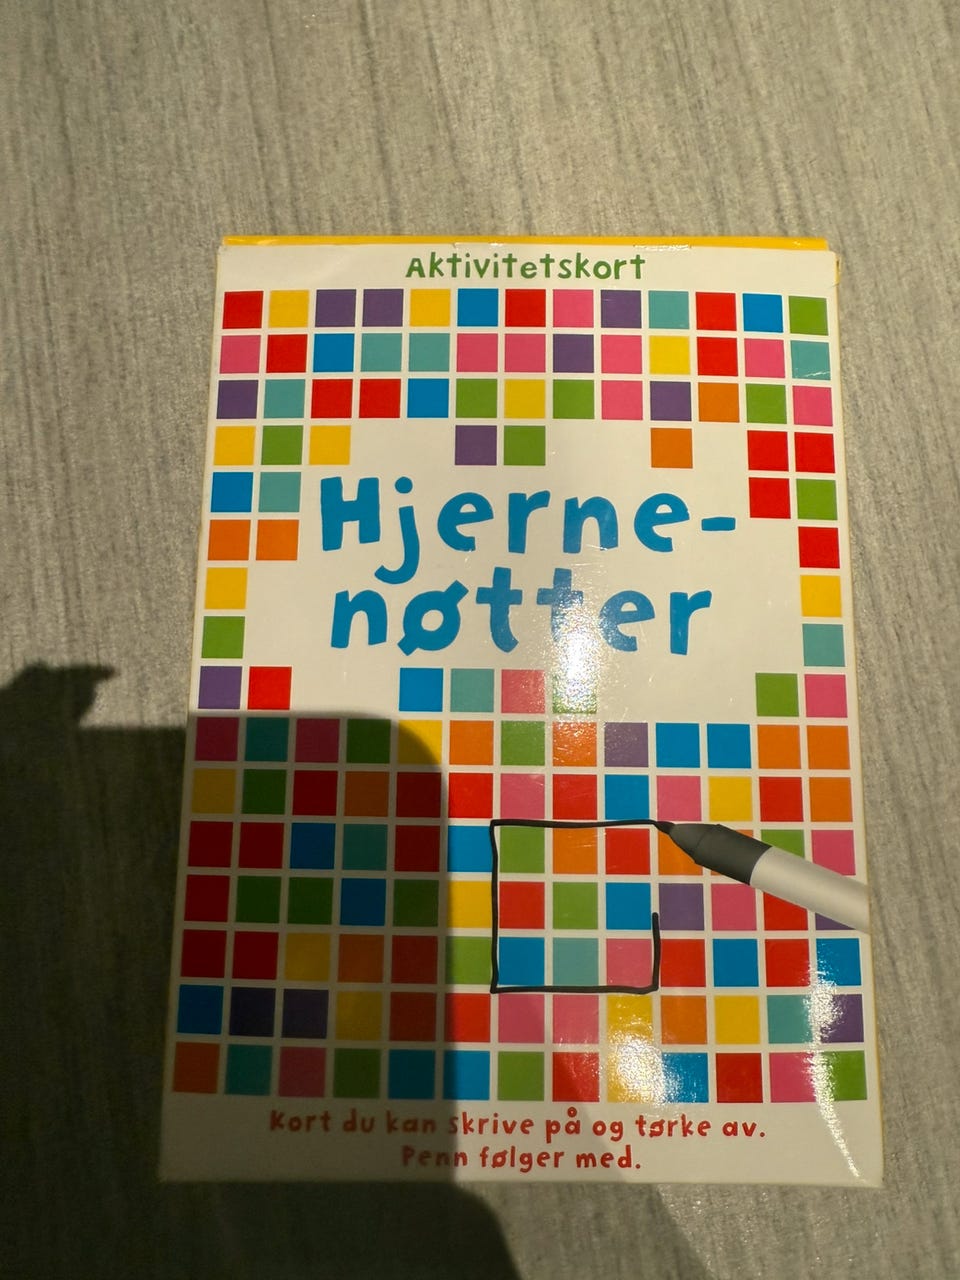 Aktivitetskort
Hjerne-
nøtter
Kort du kan skrive på og tørke av.
Penn følger med.